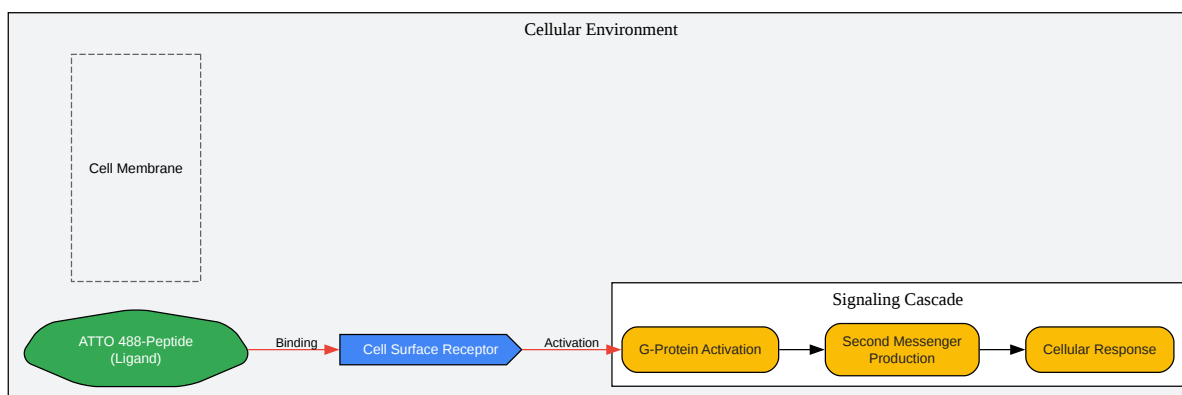 Cellular Environment
Cell Membrane
Signaling Cascade
ATTO 488-Peptide
(Ligand)
Binding
Cell Surface Receptor
Activation
G-Protein Activation
Second Messenger
Production
Cellular Response